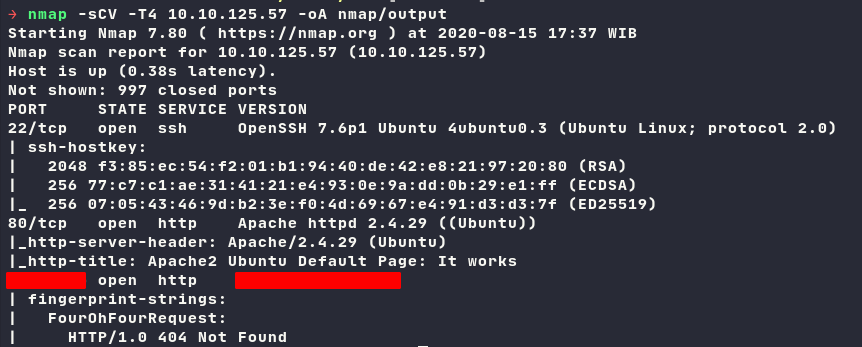 → nmap -sCV -T4 10.10.125.57 -oA nmap/output
Starting Nmap 7.80 ( https://nmap.org ) at 2020-08-15 17:37 WIB
Nmap scan report for 10.10.125.57 (10.10.125.57)
Host is up (0.38s latency).
Not shown: 997 closed ports
PORT     STATE SERVICE VERSION
22/tcp   open  ssh     OpenSSH 7.6p1 Ubuntu 4ubuntu0.3 (Ubuntu Linux; protocol 2.0)
| ssh-hostkey:
|   2048 f3:85:ec:54:f2:01:b1:94:40:de:42:e8:21:97:20:80 (RSA)
|   256 77:c7:c1:ae:31:41:21:e4:93:0e:9a:dd:0b:29:e1:ff (ECDSA)
|_  256 07:05:43:46:9d:b2:3e:f0:4d:69:67:e4:91:d3:d3:7f (ED25519)
80/tcp   open  http    Apache httpd 2.4.29 ((Ubuntu))
|_http-server-header: Apache/2.4.29 (Ubuntu)
|_http-title: Apache2 Ubuntu Default Page: It works
open  http
| fingerprint-strings:
|   FourOhFourRequest:
|     HTTP/1.0 404 Not Found